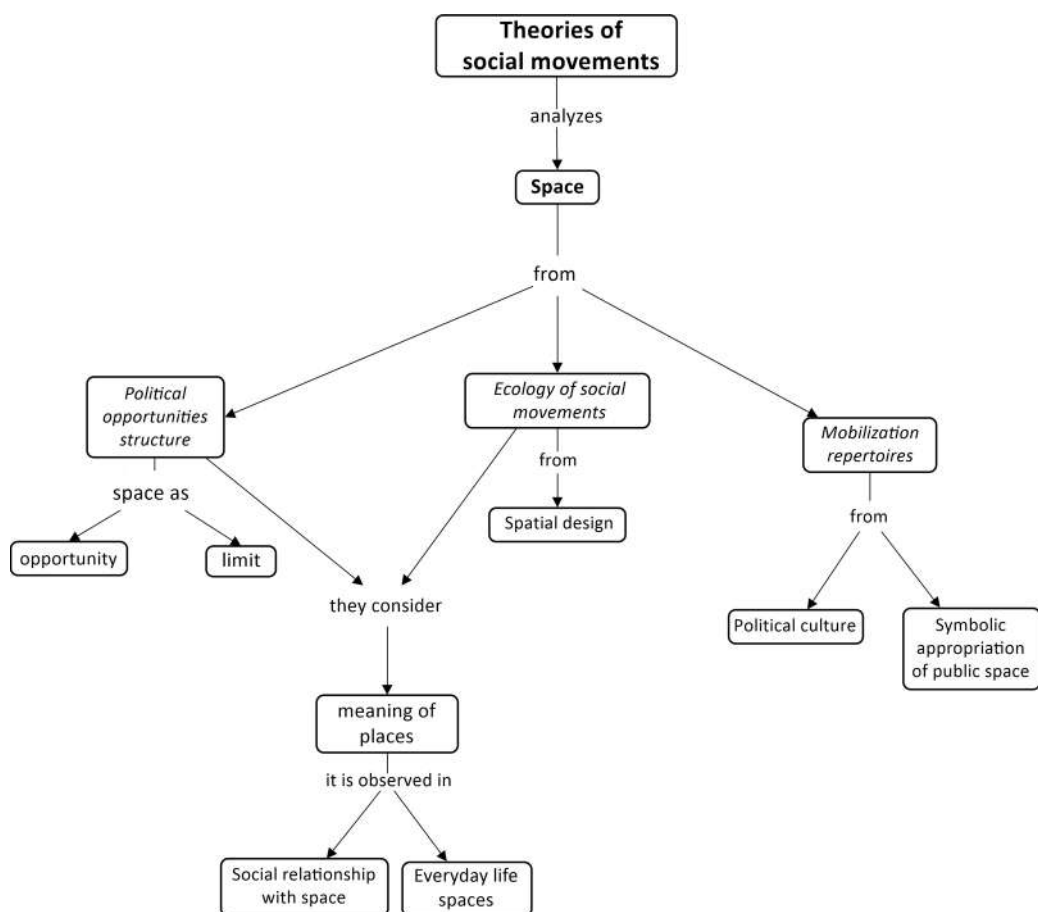 Theories of
social movements
analyzes
Space
from
Political
opportunities
structure
Ecology of social
movements
Mobilization
repertoires
space as
from
from
opportunity
limit
Spatial design
they consider
Political culture
Symbolic
appropriation
of public space
meaning of
places
it is observed in
Social relationship
with space
Everyday life
spaces